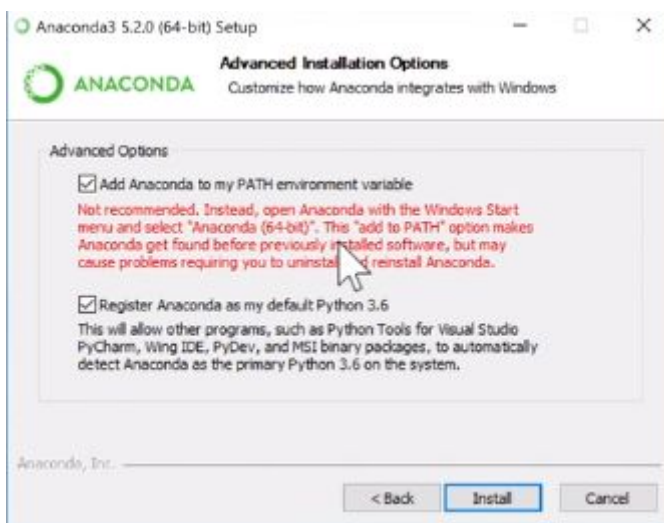 Anaconda3 5.2.0 (64-bit) Setup
ANACONDA
Advanced Installation Options
Customize how Anaconda integrates with Windows
Advanced Options
Add Anaconda to my PATH environment variable
Not recommended. Instead, open Anaconda with the Windows Start
menu and select "Anaconda (64-bit)". This "add to PATH" option makes
Anaconda get found before previously installed software, but may
cause problems requiring you to uninstall and reinstall Anaconda.
Register Anaconda as my default Python 3.6
This will allow other programs, such as Python Tools for Visual Studio
PyCharm, Wing IDE, PyDev, and MSI binary packages, to automatically
detect Anaconda as the primary Python 3.6 on the system.
Anaconda, Inc.
< Back
Install
Cancel